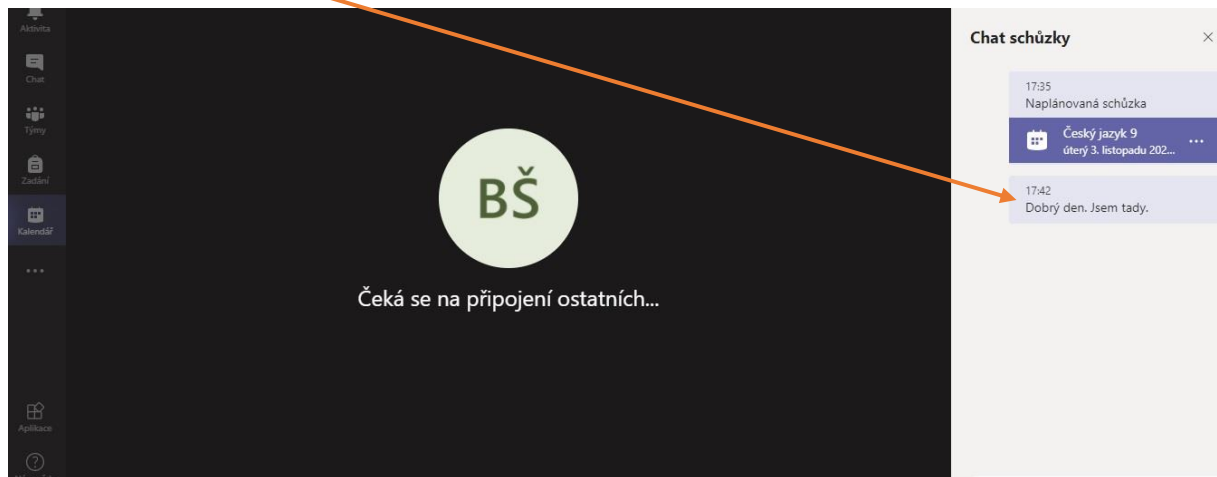 Aktivita
Chat
Týmy
Zadání
Kalendář
Aplikace
BŠ
Čeká se na připojení ostatních...
Chat schůzky
17:35
Naplánovaná schůzka
Český jazyk 9
úterý 3. listopadu 202...
17:42
Dobrý den. Jsem tady.